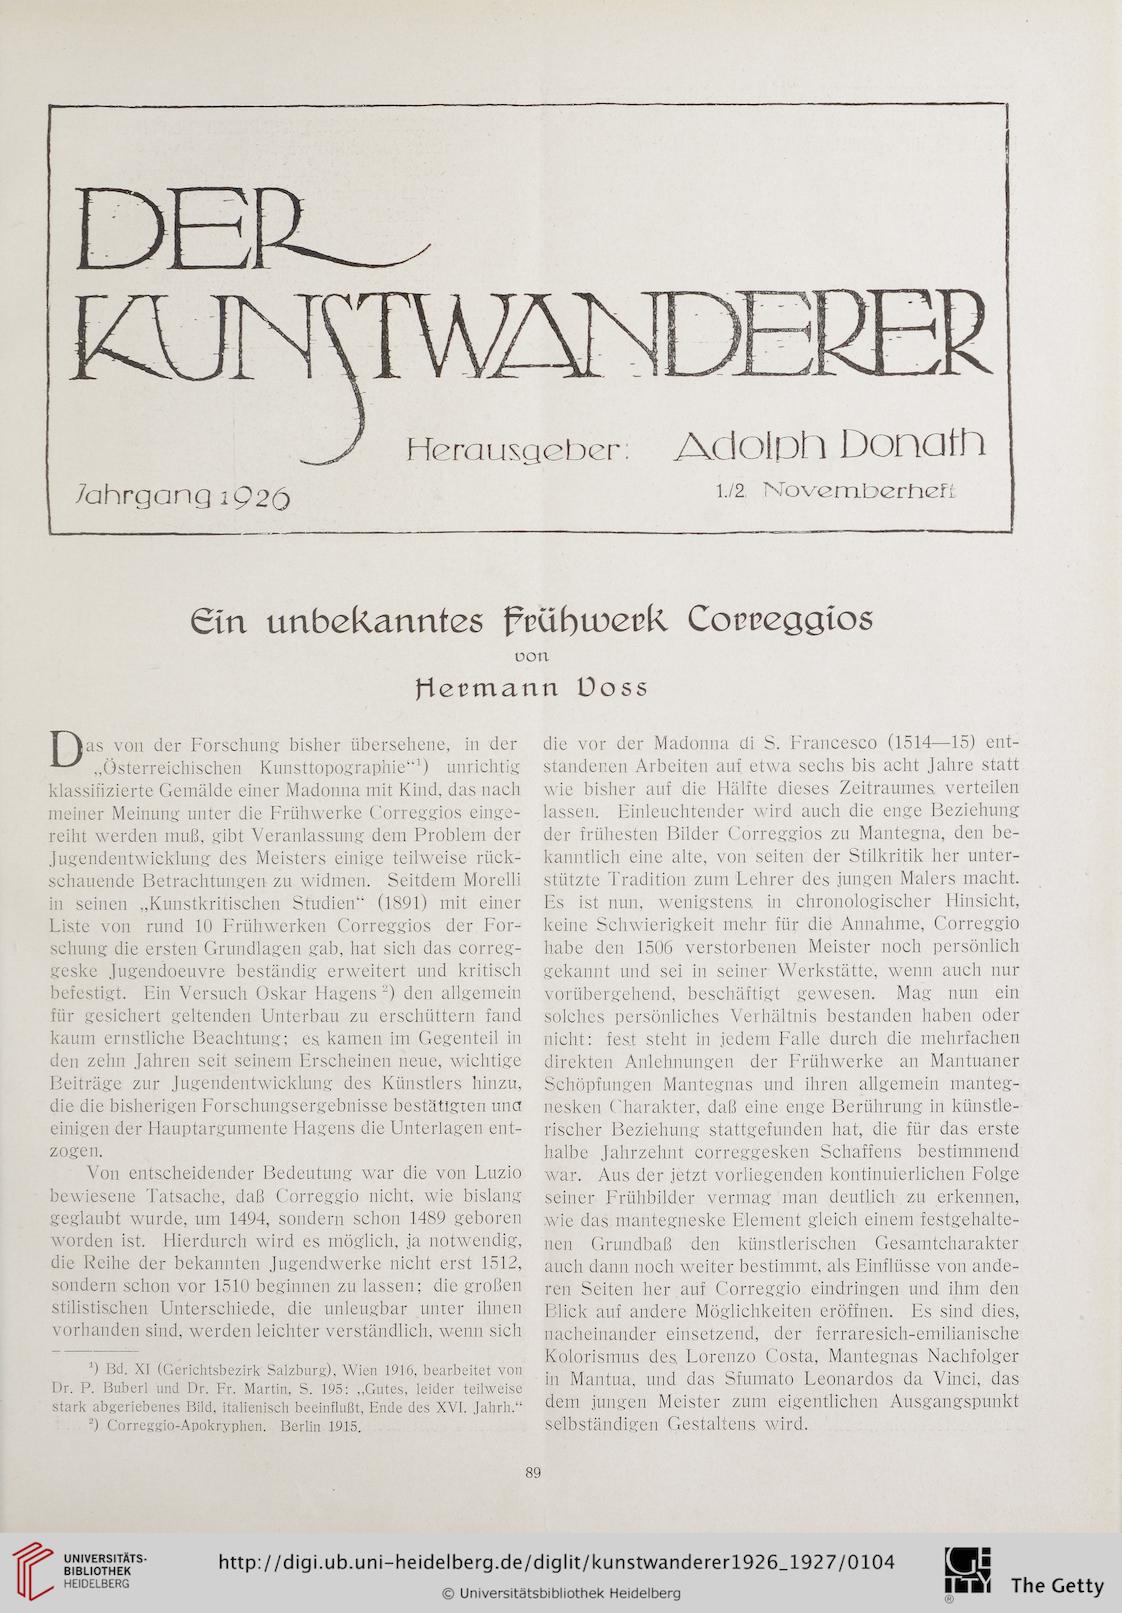 DER
KUNSTWANDERER
Herausgeber: Adolph Donath
Jahrgang 1926
1./2. Novemberheft
Ein unbekanntes Frühwerk Correggios
von
Hermann Voss
Das von der Forschung bisher übersehene, in der
„Österreichischen Kunsttopographie“¹) unrichtig
klassifizierte Gemälde einer Madonna mit Kind, das nach
meiner Meinung unter die Frühwerke Correggios einge-
reiht werden muß, gibt Veranlassung dem Problem der
Jugendentwicklung des Meisters einige teilweise rück-
schauende Betrachtungen zu widmen. Seitdem Morelli
in seinen „Kunstkritischen Studien“ (1891) mit einer
Liste von rund 10 Frühwerken Correggios der For-
schung die ersten Grundlagen gab, hat sich das correg-
geske Jugendoeuvre beständig erweitert und kritisch
befestigt. Ein Versuch Oskar Hagens ²) den allgemein
für gesichert geltenden Unterbau zu erschüttern fand
kaum ernstliche Beachtung; es kamen im Gegenteil in
den zehn Jahren seit seinem Erscheinen neue, wichtige
Beiträge zur Jugendentwicklung des Künstlers hinzu,
die die bisherigen Forschungsergebnisse bestätigten und
einigen der Hauptargumente Hagens die Unterlagen ent-
zogen.
Von entscheidender Bedeutung war die von Luzio
bewiesene Tatsache, daß Correggio nicht, wie bislang
geglaubt wurde, um 1494, sondern schon 1489 geboren
worden ist. Hierdurch wird es möglich, ja notwendig,
die Reihe der bekannten Jugendwerke nicht erst 1512,
sondern schon vor 1510 beginnen zu lassen; die großen
stilistischen Unterschiede, die unleugbar unter ihnen
vorhanden sind, werden leichter verständlich, wenn sich
¹) Bd. XI (Gerichtsbezirk Salzburg), Wien 1916, bearbeitet von
Dr. P. Buberl und Dr. Fr. Martin, S. 195: „Gutes, leider teilweise
stark abgeriebenes Bild, italienisch beeinflußt, Ende des XVI. Jahrh.“
²) Correggio-Apokryphen. Berlin 1915.
die vor der Madonna di S. Francesco (1514—15) ent-
standenen Arbeiten auf etwa sechs bis acht Jahre statt
wie bisher auf die Hälfte dieses Zeitraumes verteilen
lassen. Einleuchtender wird auch die enge Beziehung
der frühesten Bilder Correggios zu Mantegna, den be-
kanntlich eine alte, von seiten der Stilkritik her unter-
stützte Tradition zum Lehrer des jungen Malers macht.
Es ist nun, wenigstens in chronologischer Hinsicht,
keine Schwierigkeit mehr für die Annahme, Correggio
habe den 1506 verstorbenen Meister noch persönlich
gekannt und sei in seiner Werkstätte, wenn auch nur
vorübergehend, beschäftigt gewesen. Mag nun ein
solches persönliches Verhältnis bestanden haben oder
nicht: fest steht in jedem Falle durch die mehrfachen
direkten Anlehnungen der Frühwerke an Mantuaner
Schöpfungen Mantegnas und ihren allgemein manteg-
nesken Charakter, daß eine enge Berührung in künstle-
rischer Beziehung stattgefunden hat, die für das erste
halbe Jahrzehnt correggesken Schaffens bestimmend
war. Aus der jetzt vorliegenden kontinuierlichen Folge
seiner Frühbilder vermag man deutlich zu erkennen,
wie das mantegneske Element gleich einem festgehalte-
nen Grundbaß den künstlerischen Gesamtcharakter
auch dann noch weiter bestimmt, als Einflüsse von ande-
ren Seiten her auf Correggio eindringen und ihm den
Blick auf andere Möglichkeiten eröffnen. Es sind dies,
nacheinander einsetzend, der ferraresich-emilianische
Kolorismus des Lorenzo Costa, Mantegnas Nachfolger
in Mantua, und das Sfumato Leonardos da Vinci, das
dem jungen Meister zum eigentlichen Ausgangspunkt
selbständigen Gestaltens wird.
89
UNIVERSITÄTS-
BIBLIOTHEK
HEIDELBERG
http://digi.ub.uni-heidelberg.de/diglit/kunstwanderer1926_1927/0104
© Universitätsbibliothek Heidelberg
GETTY
®
The Getty